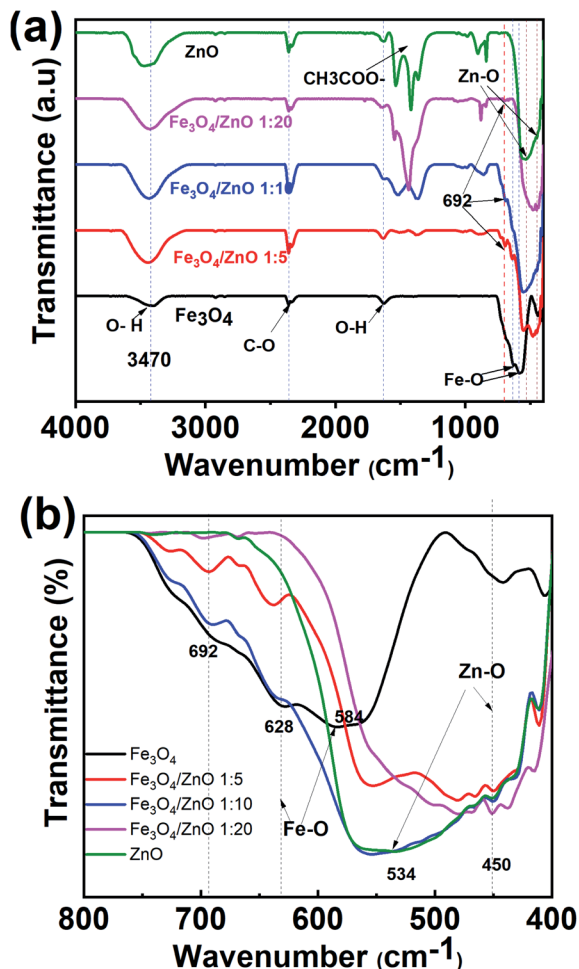 (a)
ZnO
CH3COO-
Zn-O
Fe₃O₄/ZnO 1:20
Fe₃O₄/ZnO 1:10
692
Fe₃O₄/ZnO 1:5
O- H
Fe₃O₄
C-O
O-H
3470
Fe-O
Transmittance (a.u)
4000 3000 2000 1000
Wavenumber (cm-1)
(b)
692
584
Zn-O
628
Fe₃O₄
Fe₃O₄/ZnO 1:5
Fe₃O₄/ZnO 1:10
Fe₃O₄/ZnO 1:20
ZnO
Fe-O
534
450
Transmittance (%)
800 700 600 500 400
Wavenumber (cm-1)